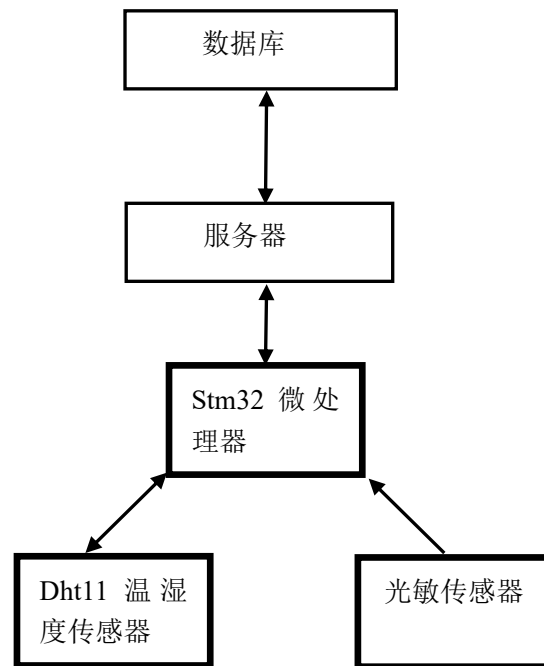 数据库
服务器
Stm32 微处
理器
Dht11 温湿
度传感器
光敏传感器